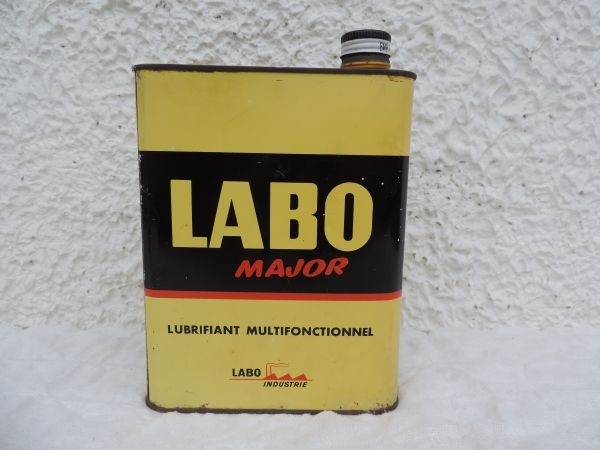 LABO
MAJOR
LUBRIFIANT MULTIFONCTIONNEL
LABO
INDUSTRIE